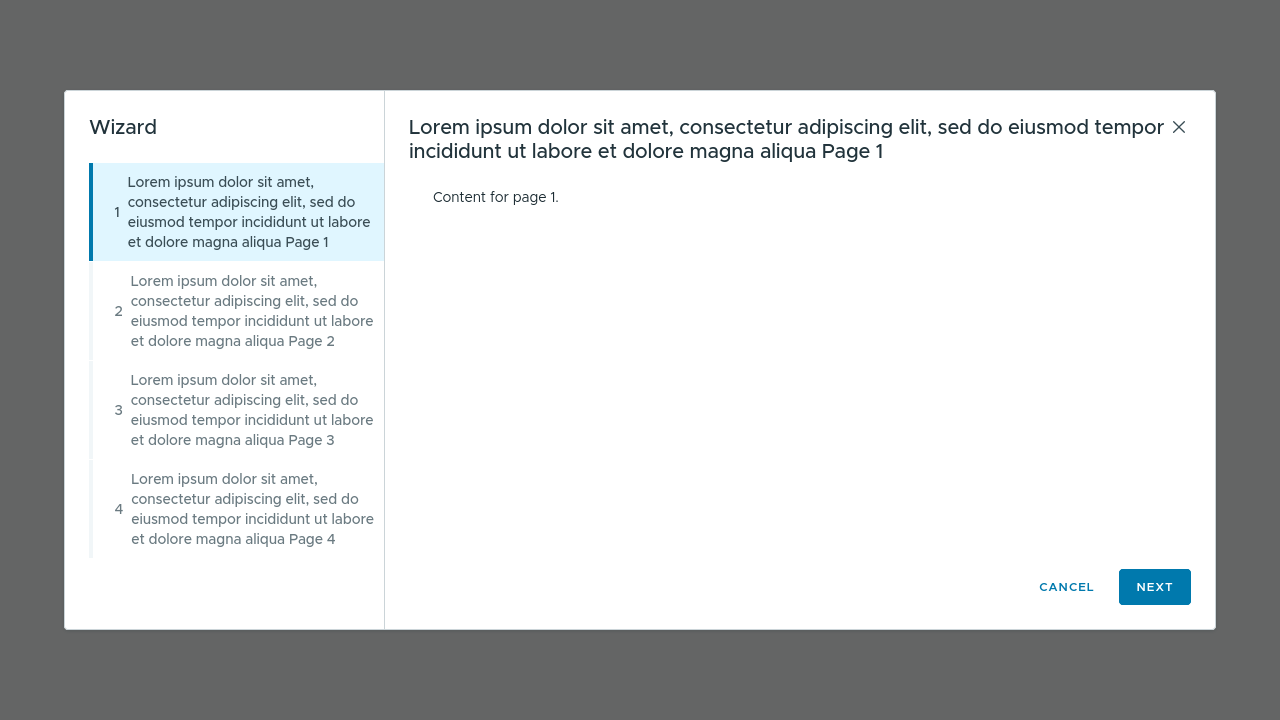 Wizard
1
Lorem ipsum dolor sit amet,
consectetur adipiscing elit, sed do
eiusmod tempor incididunt ut labore
et dolore magna aliqua Page 1
2
Lorem ipsum dolor sit amet,
consectetur adipiscing elit, sed do
eiusmod tempor incididunt ut labore
et dolore magna aliqua Page 2
3
Lorem ipsum dolor sit amet,
consectetur adipiscing elit, sed do
eiusmod tempor incididunt ut labore
et dolore magna aliqua Page 3
4
Lorem ipsum dolor sit amet,
consectetur adipiscing elit, sed do
eiusmod tempor incididunt ut labore
et dolore magna aliqua Page 4
Lorem ipsum dolor sit amet, consectetur adipiscing elit, sed do eiusmod tempor
incididunt ut labore et dolore magna aliqua Page 1
Content for page 1.
CANCEL
NEXT